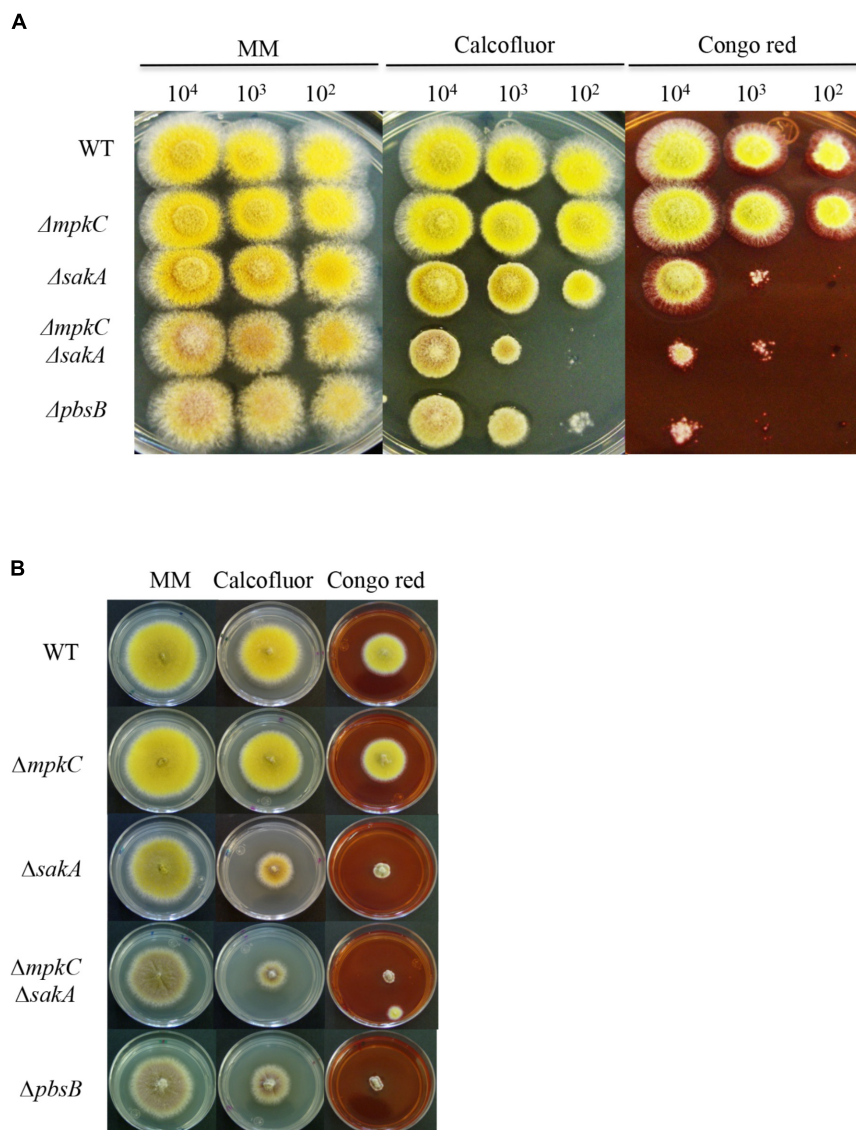 A
MM Calcofluor Congo red
10⁴ 10³ 10² 10⁴ 10³ 10² 10⁴ 10³ 10²
WT
ΔmpkC
ΔsakA
ΔmpkC
ΔsakA
ΔpbsB
B
MM Calcofluor Congo red
WT
ΔmpkC
ΔsakA
ΔmpkC
ΔsakA
ΔpbsB